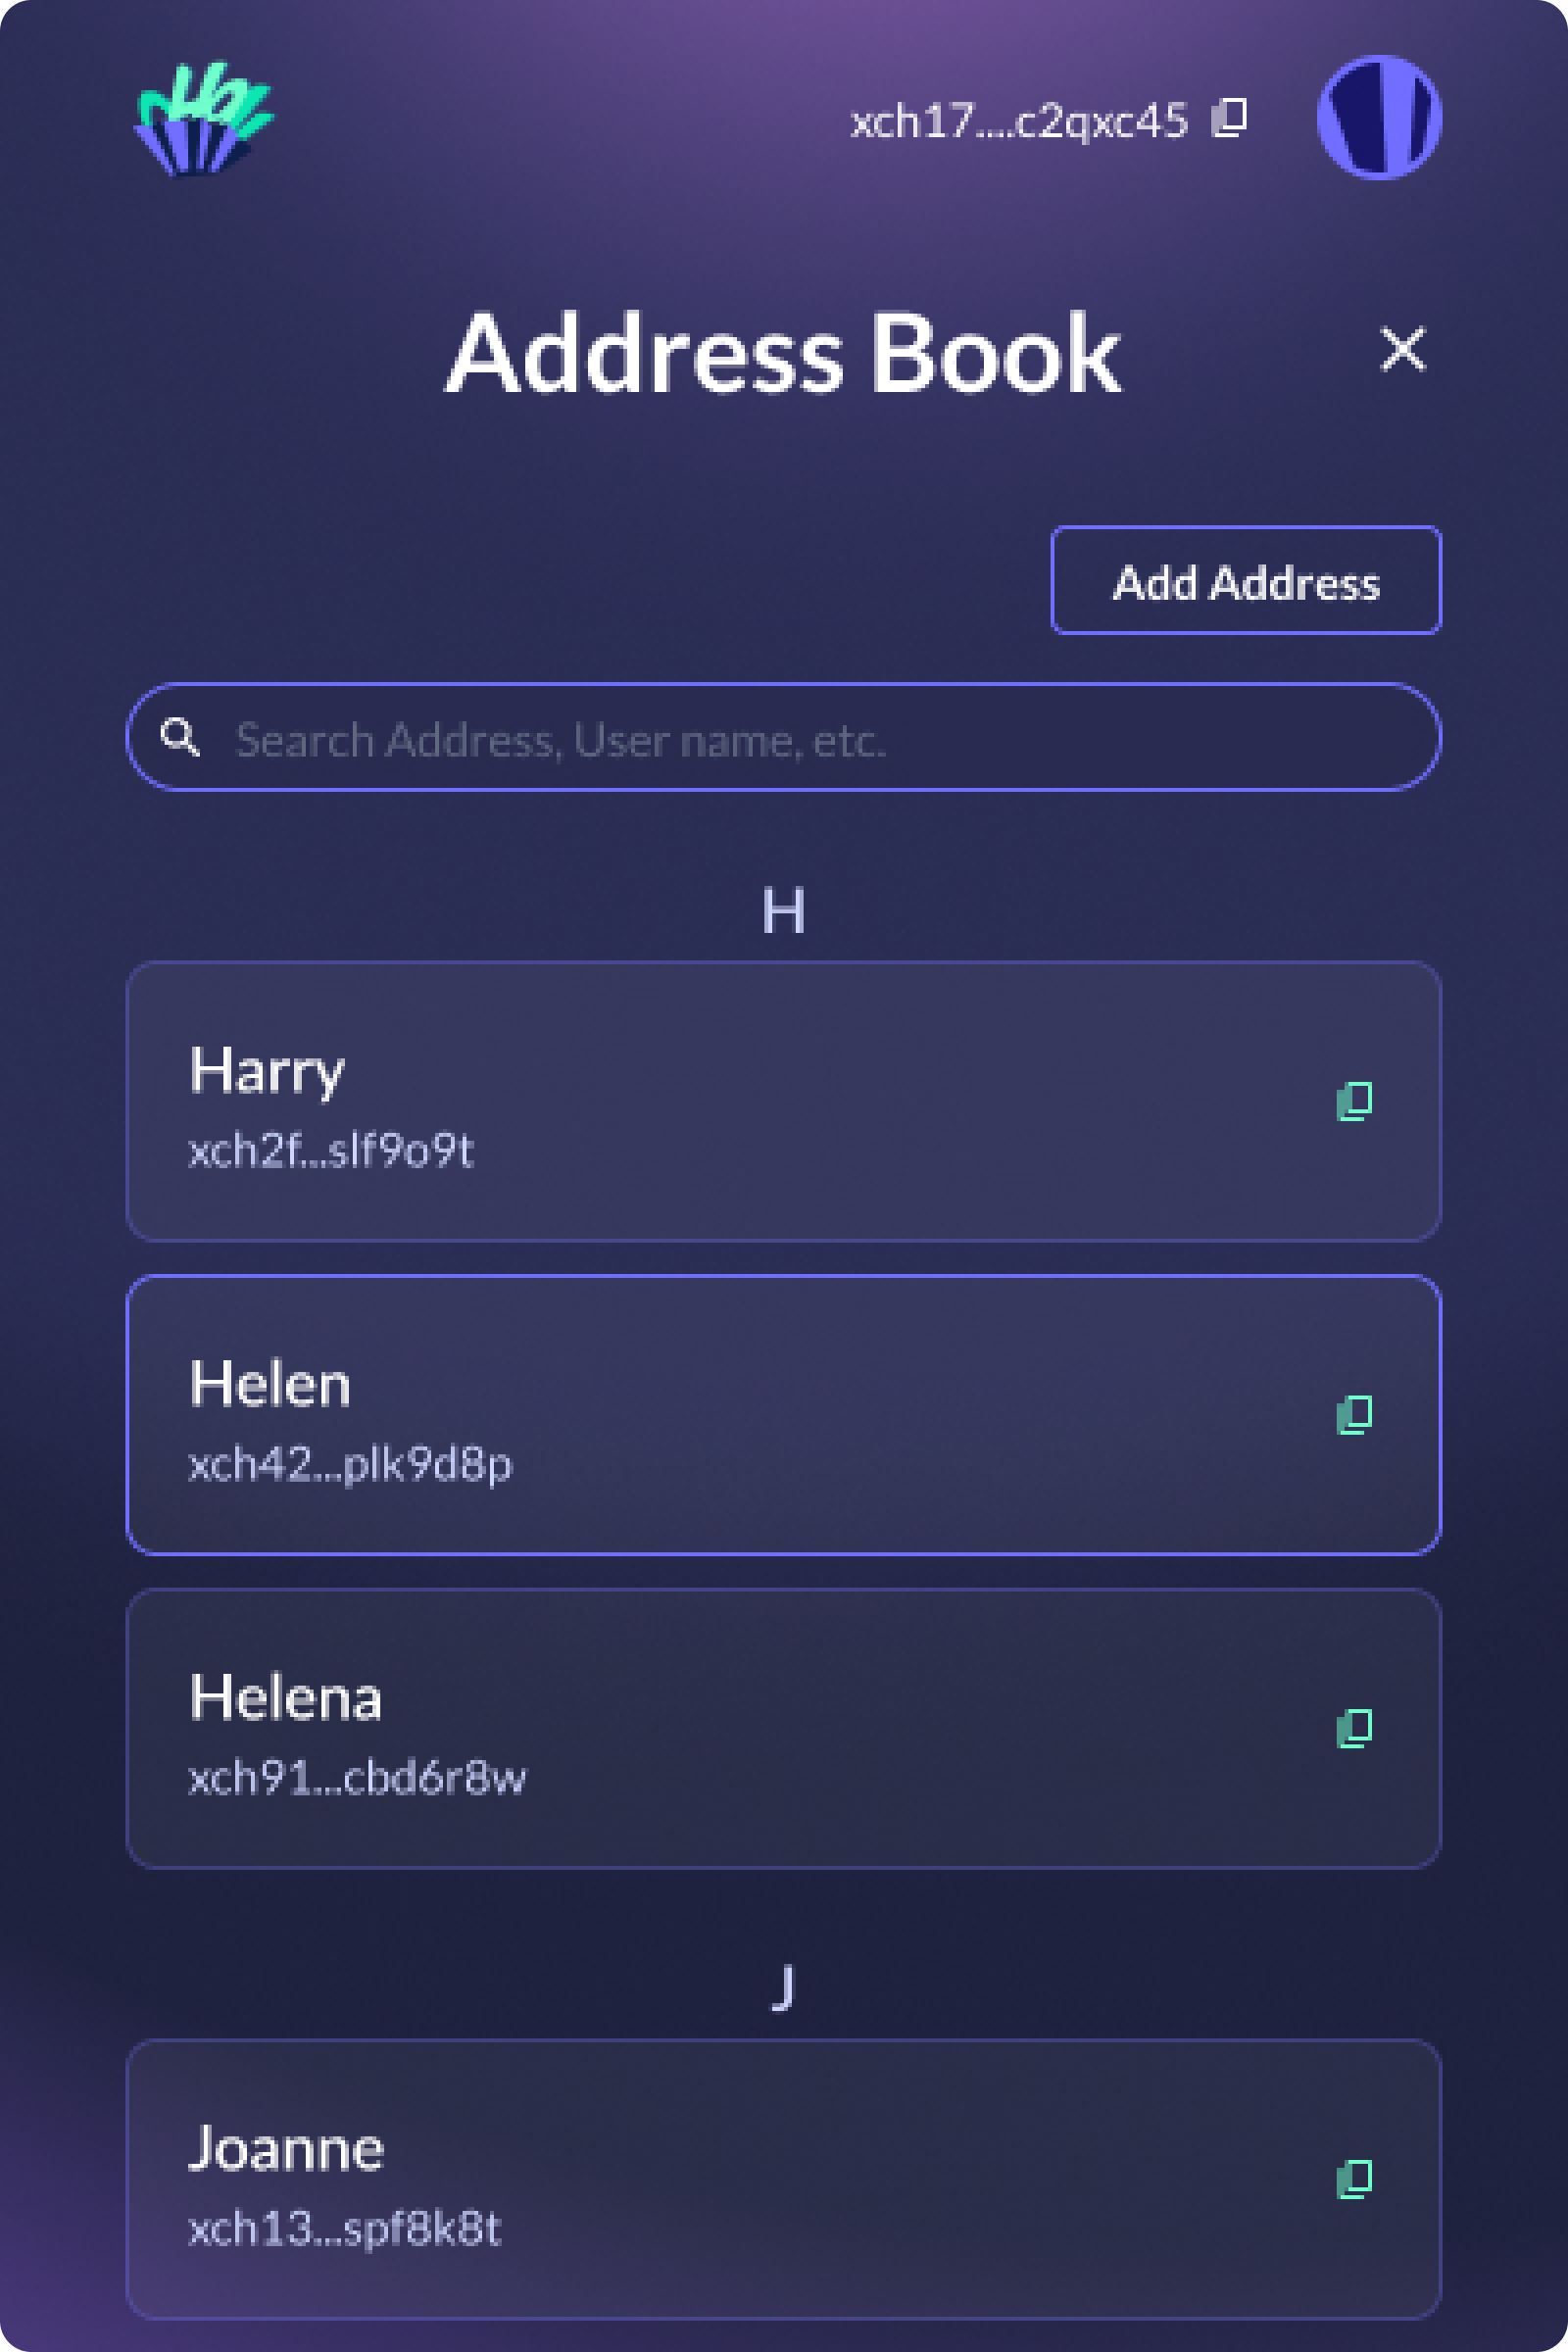 xch17....c2qxc45
Address Book
Add Address
Search Address, User name, etc.
H
Harry
xch2f...slf9o9t
Helen
xch42...plk9d8p
Helena
xch91...cbd6r8w
J
Joanne
xch13...spf8k8t